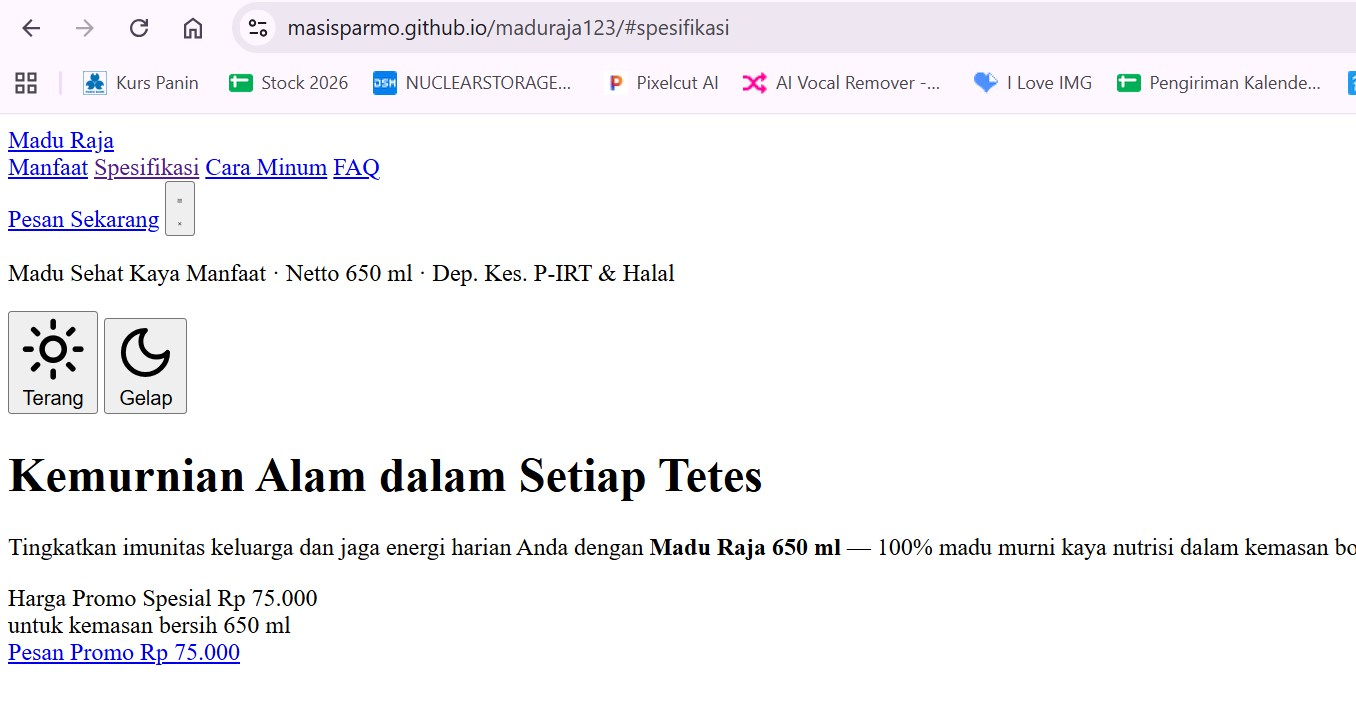 masisparmo.github.io/maduraja123/#spesifikasi
Kurs Panin Stock 2026 DSM NUCLEARSTORAGE... Pixelcut AI AI Vocal Remover -... I Love IMG Pengiriman Kalende...
Madu Raja
Manfaat Spesifikasi Cara Minum FAQ
Pesan Sekarang
Madu Sehat Kaya Manfaat · Netto 650 ml · Dep. Kes. P-IRT & Halal
Terang Gelap
Kemurnian Alam dalam Setiap Tetes
Tingkatkan imunitas keluarga dan jaga energi harian Anda dengan Madu Raja 650 ml — 100% madu murni kaya nutrisi dalam kemasan bo
Harga Promo Spesial Rp 75.000
untuk kemasan bersih 650 ml
Pesan Promo Rp 75.000